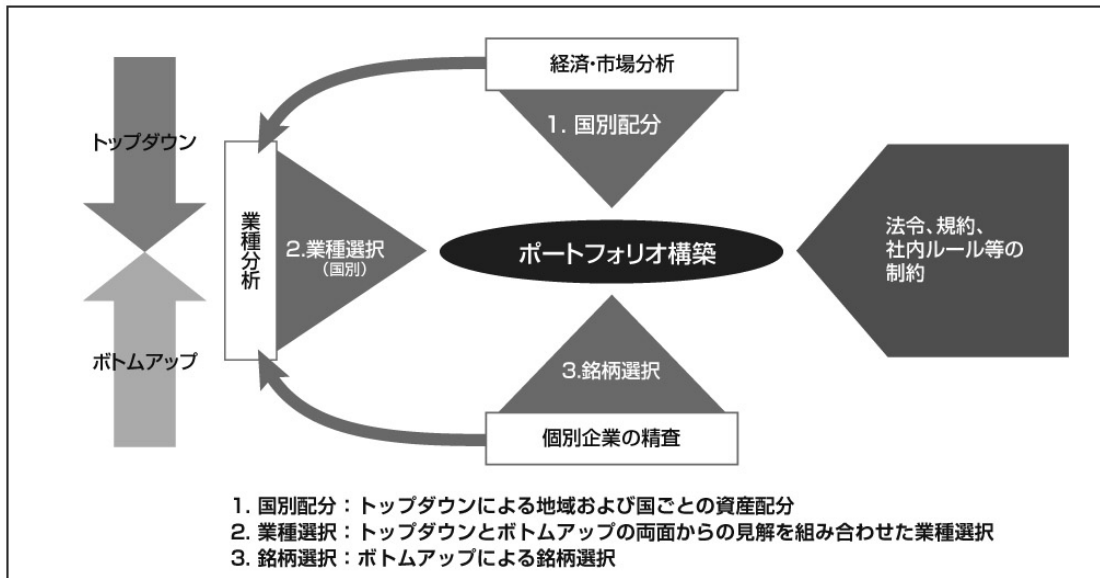 経済・市場分析
1. 国別配分
トップダウン
業種分析
2.業種選択
（国別）
ポートフォリオ構築
法令、規約、
社内ルール等の
制約
ボトムアップ
3.銘柄選択
個別企業の精査
1. 国別配分：トップダウンによる地域および国ごとの資産配分
2. 業種選択：トップダウンとボトムアップの両面からの見解を組み合わせた業種選択
3. 銘柄選択：ボトムアップによる銘柄選択